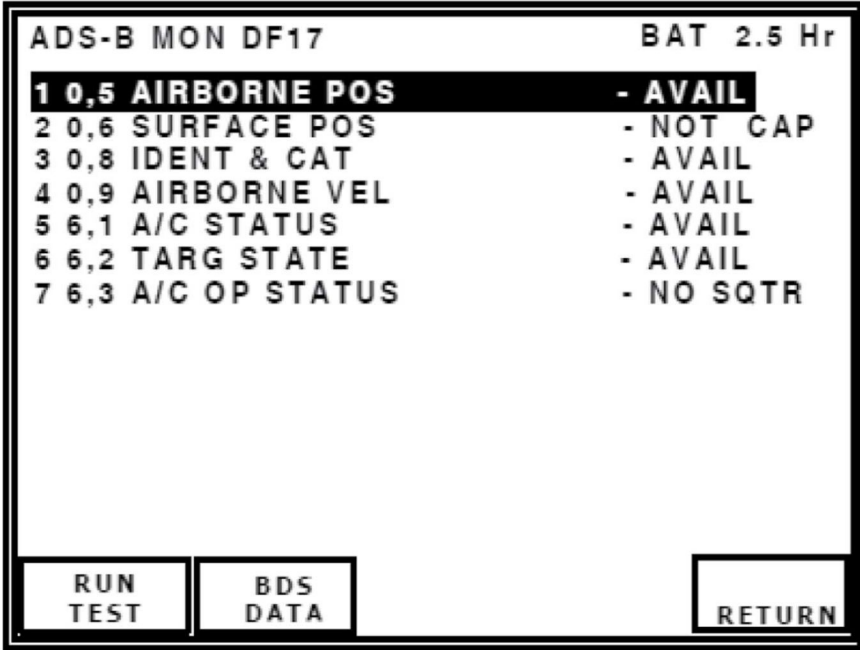 ADS-B MON DF17 BAT 2.5 Hr
1 0,5 AIRBORNE POS - AVAIL
2 0,6 SURFACE POS - NOT CAP
3 0,8 IDENT & CAT - AVAIL
4 0,9 AIRBORNE VEL - AVAIL
5 6,1 A/C STATUS - AVAIL
6 6,2 TARG STATE - AVAIL
7 6,3 A/C OP STATUS - NO SQTR
RUN
TEST
BDS
DATA
RETURN